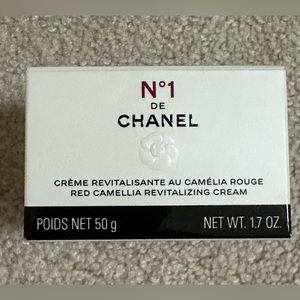 N°1
DE
CHANEL
CRÈME REVITALISANTE AU CAMÉLIA ROUGE
RED CAMELLIA REVITALIZING CREAM
POIDS NET 50 g NET WT. 1.7 OZ.